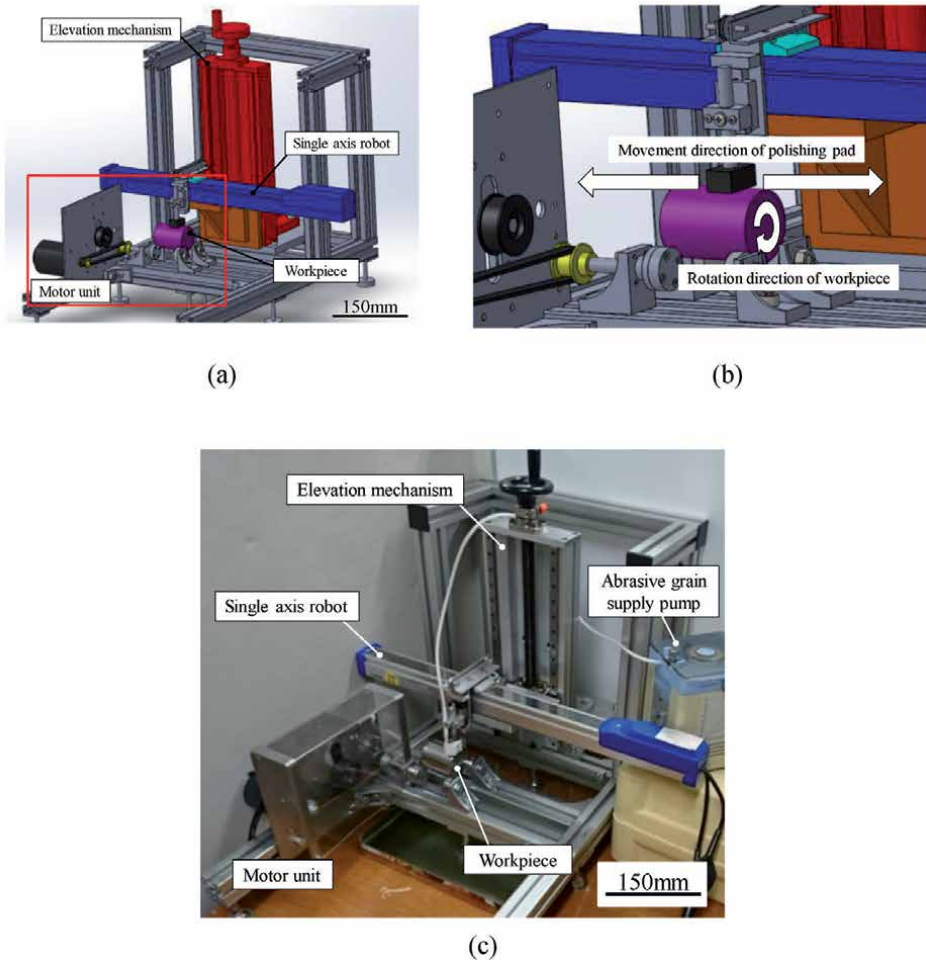 Elevation mechanism
Single axis robot
Workpiece
Motor unit
150mm
(a)
Movement direction of polishing pad
Rotation direction of workpiece
(b)
Elevation mechanism
Abrasive grain
supply pump
Single axis robot
Workpiece
Motor unit
150mm
(c)